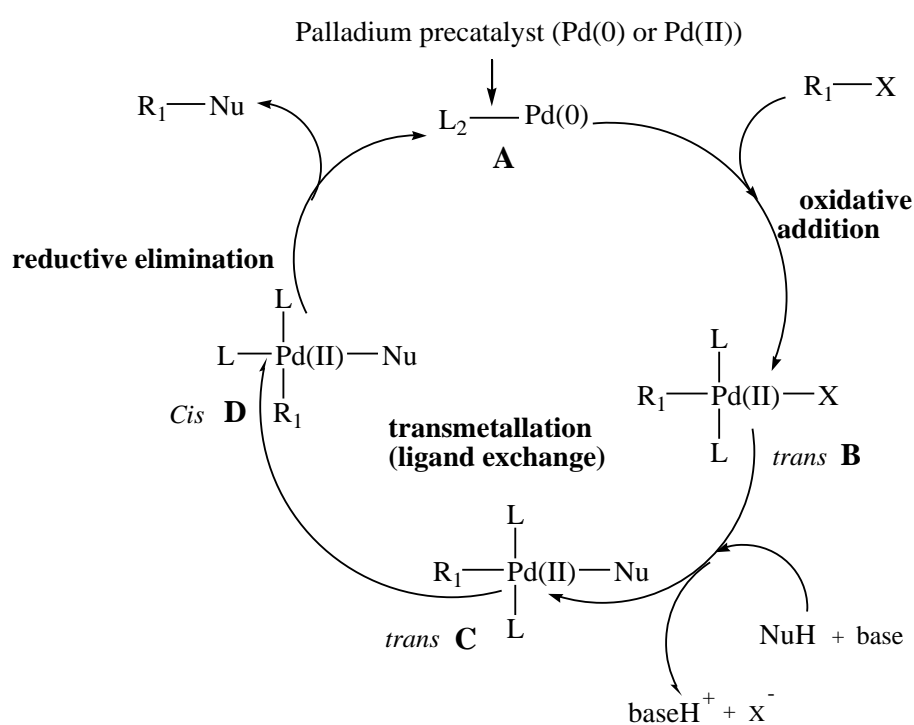 Palladium precatalyst (Pd(0) or Pd(II))
R1—Nu
L2—Pd(0)
R1—X
A
oxidative
addition
reductive elimination
L
L—Pd(II)—Nu
R1
Cis D
L
R1—Pd(II)—X
L
trans B
transmetallation
(ligand exchange)
L
R1—Pd(II)—Nu
L
trans C
NuH + base
baseH+ + X-